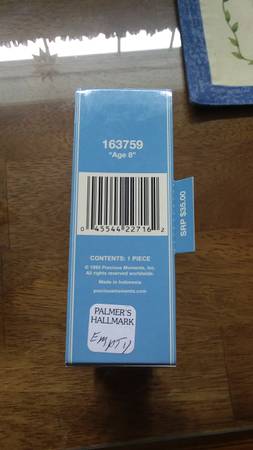 163759
"Age 8"
0 45544 22716 2
SRP $35.00
CONTENTS: 1 PIECE
© 1993 Precious Moments, Inc.
All rights reserved worldwide.
Made in Indonesia
preciousmoments.com
PALMER'S
HALLMARK
EMPTY